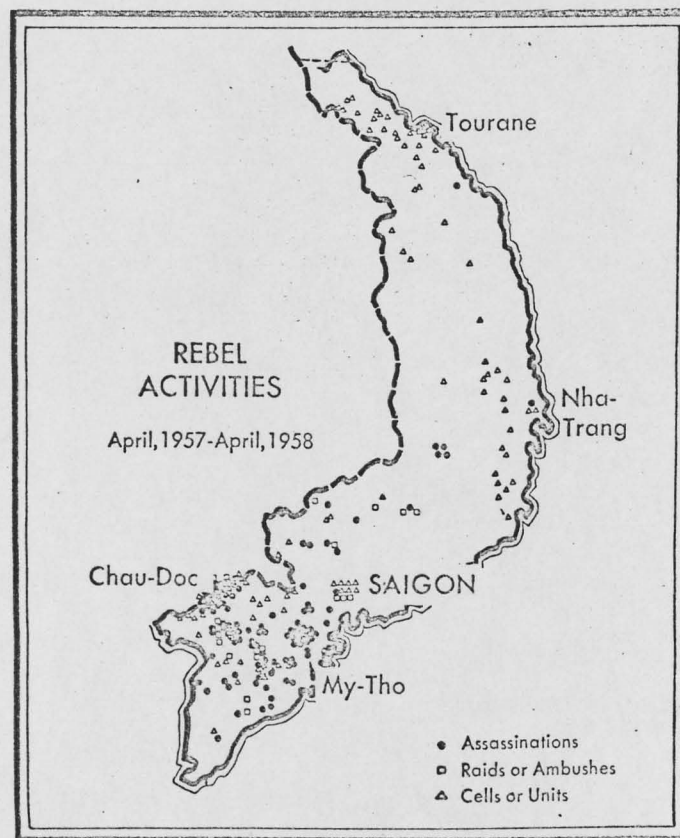 Tourane
REBEL
ACTIVITIES
April, 1957-April, 1958
Nha-
Trang
Chau-Doc
SAIGON
My-Tho
Assassinations
Raids or Ambushes
Cells or Units